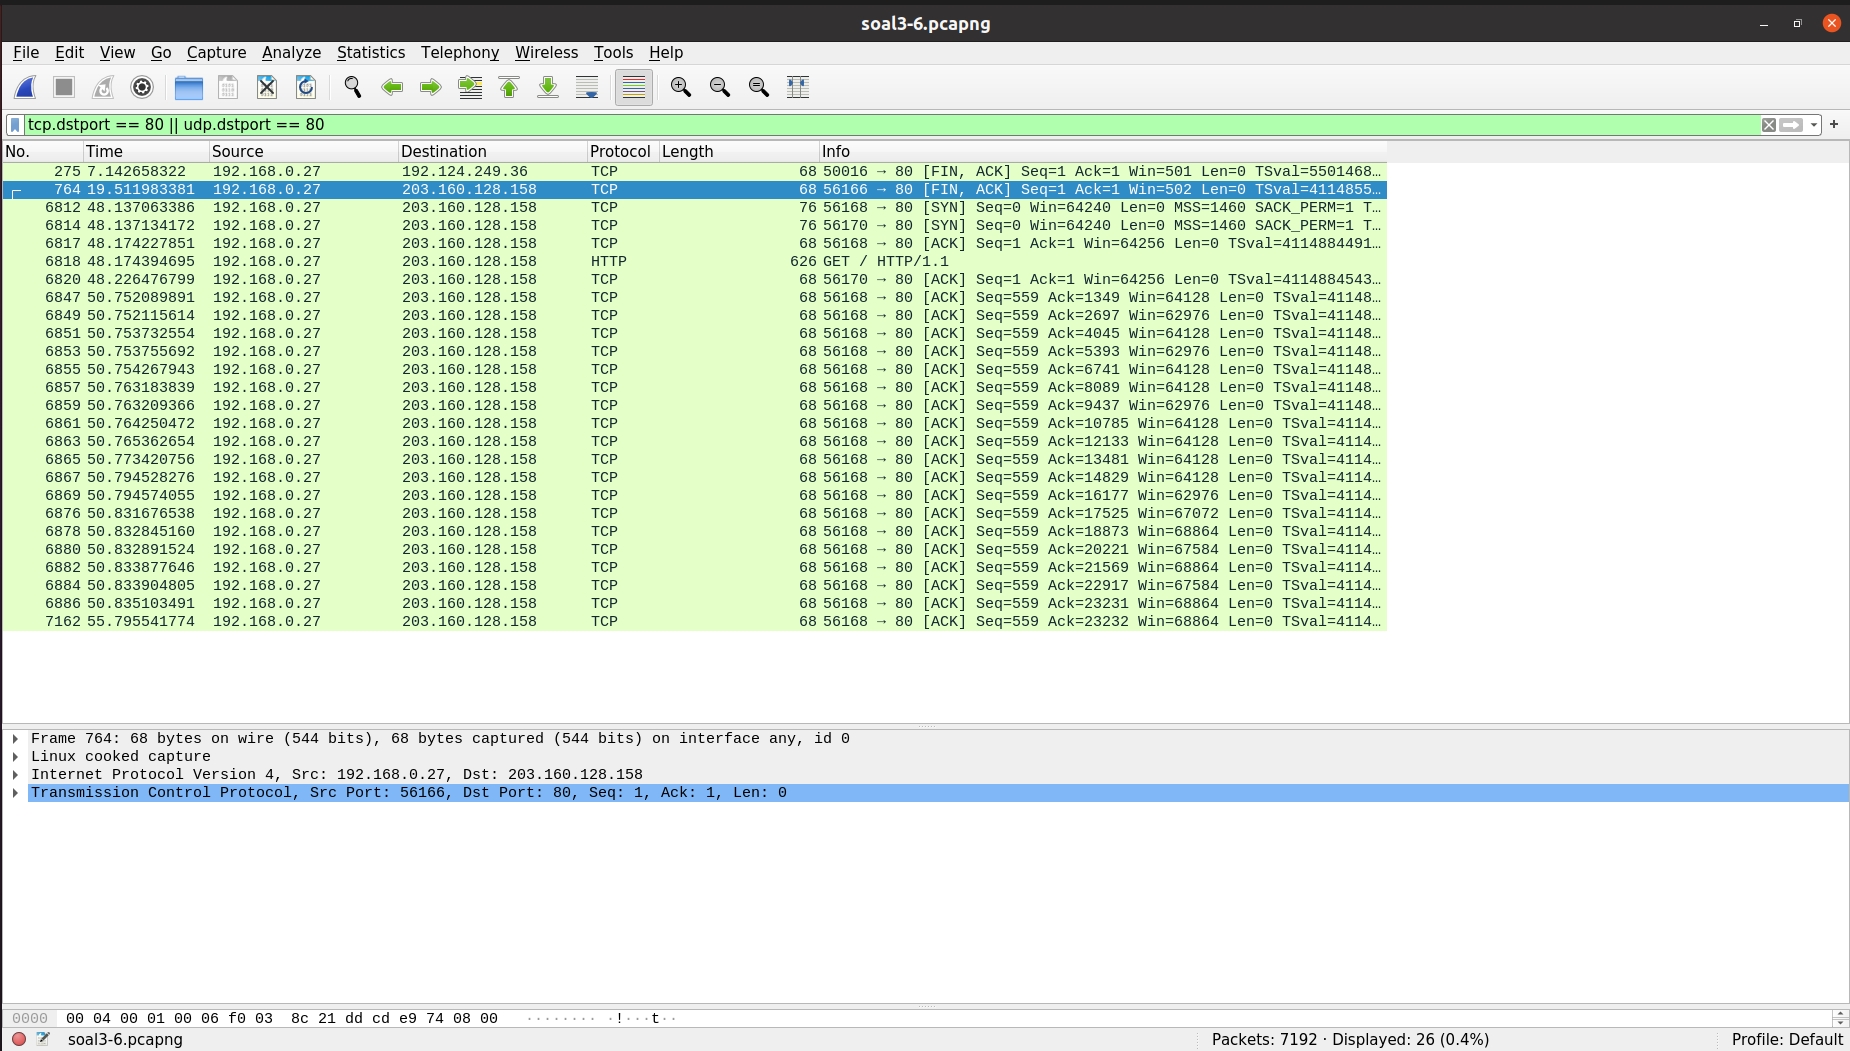 soal3-6.pcapng
File Edit View Go Capture Analyze Statistics Telephony Wireless Tools Help
tcp.dstport == 80 || udp.dstport == 80
No. Time Source Destination Protocol Length Info
275 7.142658322 192.168.0.27 192.124.249.36 TCP 68 50016 → 80 [FIN, ACK] Seq=1 Ack=1 Win=501 Len=0 TSval=5501468…
764 19.511983381 192.168.0.27 203.160.128.158 TCP 68 56166 → 80 [FIN, ACK] Seq=1 Ack=1 Win=502 Len=0 TSval=4114855…
6812 48.137063386 192.168.0.27 203.160.128.158 TCP 76 56168 → 80 [SYN] Seq=0 Win=64240 Len=0 MSS=1460 SACK_PERM=1 T…
6814 48.137134172 192.168.0.27 203.160.128.158 TCP 76 56170 → 80 [SYN] Seq=0 Win=64240 Len=0 MSS=1460 SACK_PERM=1 T…
6817 48.174227851 192.168.0.27 203.160.128.158 TCP 68 56168 → 80 [ACK] Seq=1 Ack=1 Win=64256 Len=0 TSval=4114884491…
6818 48.174394695 192.168.0.27 203.160.128.158 HTTP 626 GET / HTTP/1.1
6820 48.226476799 192.168.0.27 203.160.128.158 TCP 68 56170 → 80 [ACK] Seq=1 Ack=1 Win=64256 Len=0 TSval=4114884543…
6847 50.752089891 192.168.0.27 203.160.128.158 TCP 68 56168 → 80 [ACK] Seq=559 Ack=1349 Win=64128 Len=0 TSval=41148…
6849 50.752115614 192.168.0.27 203.160.128.158 TCP 68 56168 → 80 [ACK] Seq=559 Ack=2697 Win=62976 Len=0 TSval=41148…
6851 50.753732554 192.168.0.27 203.160.128.158 TCP 68 56168 → 80 [ACK] Seq=559 Ack=4045 Win=64128 Len=0 TSval=41148…
6853 50.753755692 192.168.0.27 203.160.128.158 TCP 68 56168 → 80 [ACK] Seq=559 Ack=5393 Win=62976 Len=0 TSval=41148…
6855 50.754267943 192.168.0.27 203.160.128.158 TCP 68 56168 → 80 [ACK] Seq=559 Ack=6741 Win=64128 Len=0 TSval=41148…
6857 50.763183839 192.168.0.27 203.160.128.158 TCP 68 56168 → 80 [ACK] Seq=559 Ack=8089 Win=64128 Len=0 TSval=41148…
6859 50.763209366 192.168.0.27 203.160.128.158 TCP 68 56168 → 80 [ACK] Seq=559 Ack=9437 Win=62976 Len=0 TSval=41148…
6861 50.764250472 192.168.0.27 203.160.128.158 TCP 68 56168 → 80 [ACK] Seq=559 Ack=10785 Win=64128 Len=0 TSval=4114…
6863 50.765362654 192.168.0.27 203.160.128.158 TCP 68 56168 → 80 [ACK] Seq=559 Ack=12133 Win=64128 Len=0 TSval=4114…
6865 50.773420756 192.168.0.27 203.160.128.158 TCP 68 56168 → 80 [ACK] Seq=559 Ack=13481 Win=64128 Len=0 TSval=4114…
6867 50.794528276 192.168.0.27 203.160.128.158 TCP 68 56168 → 80 [ACK] Seq=559 Ack=14829 Win=64128 Len=0 TSval=4114…
6869 50.794574055 192.168.0.27 203.160.128.158 TCP 68 56168 → 80 [ACK] Seq=559 Ack=16177 Win=62976 Len=0 TSval=4114…
6876 50.831676538 192.168.0.27 203.160.128.158 TCP 68 56168 → 80 [ACK] Seq=559 Ack=17525 Win=67072 Len=0 TSval=4114…
6878 50.832845160 192.168.0.27 203.160.128.158 TCP 68 56168 → 80 [ACK] Seq=559 Ack=18873 Win=68864 Len=0 TSval=4114…
6880 50.832891524 192.168.0.27 203.160.128.158 TCP 68 56168 → 80 [ACK] Seq=559 Ack=20221 Win=67584 Len=0 TSval=4114…
6882 50.833877646 192.168.0.27 203.160.128.158 TCP 68 56168 → 80 [ACK] Seq=559 Ack=21569 Win=68864 Len=0 TSval=4114…
6884 50.833904805 192.168.0.27 203.160.128.158 TCP 68 56168 → 80 [ACK] Seq=559 Ack=22917 Win=67584 Len=0 TSval=4114…
6886 50.835103491 192.168.0.27 203.160.128.158 TCP 68 56168 → 80 [ACK] Seq=559 Ack=23231 Win=68864 Len=0 TSval=4114…
7162 55.795541774 192.168.0.27 203.160.128.158 TCP 68 56168 → 80 [ACK] Seq=559 Ack=23232 Win=68864 Len=0 TSval=4114…
Frame 764: 68 bytes on wire (544 bits), 68 bytes captured (544 bits) on interface any, id 0
Linux cooked capture
Internet Protocol Version 4, Src: 192.168.0.27, Dst: 203.160.128.158
Transmission Control Protocol, Src Port: 56166, Dst Port: 80, Seq: 1, Ack: 1, Len: 0
0000 00 04 00 01 00 06 f0 03 8c 21 dd cd e9 74 08 00 ········ ·!···t··
soal3-6.pcapng Packets: 7192 · Displayed: 26 (0.4%) Profile: Default